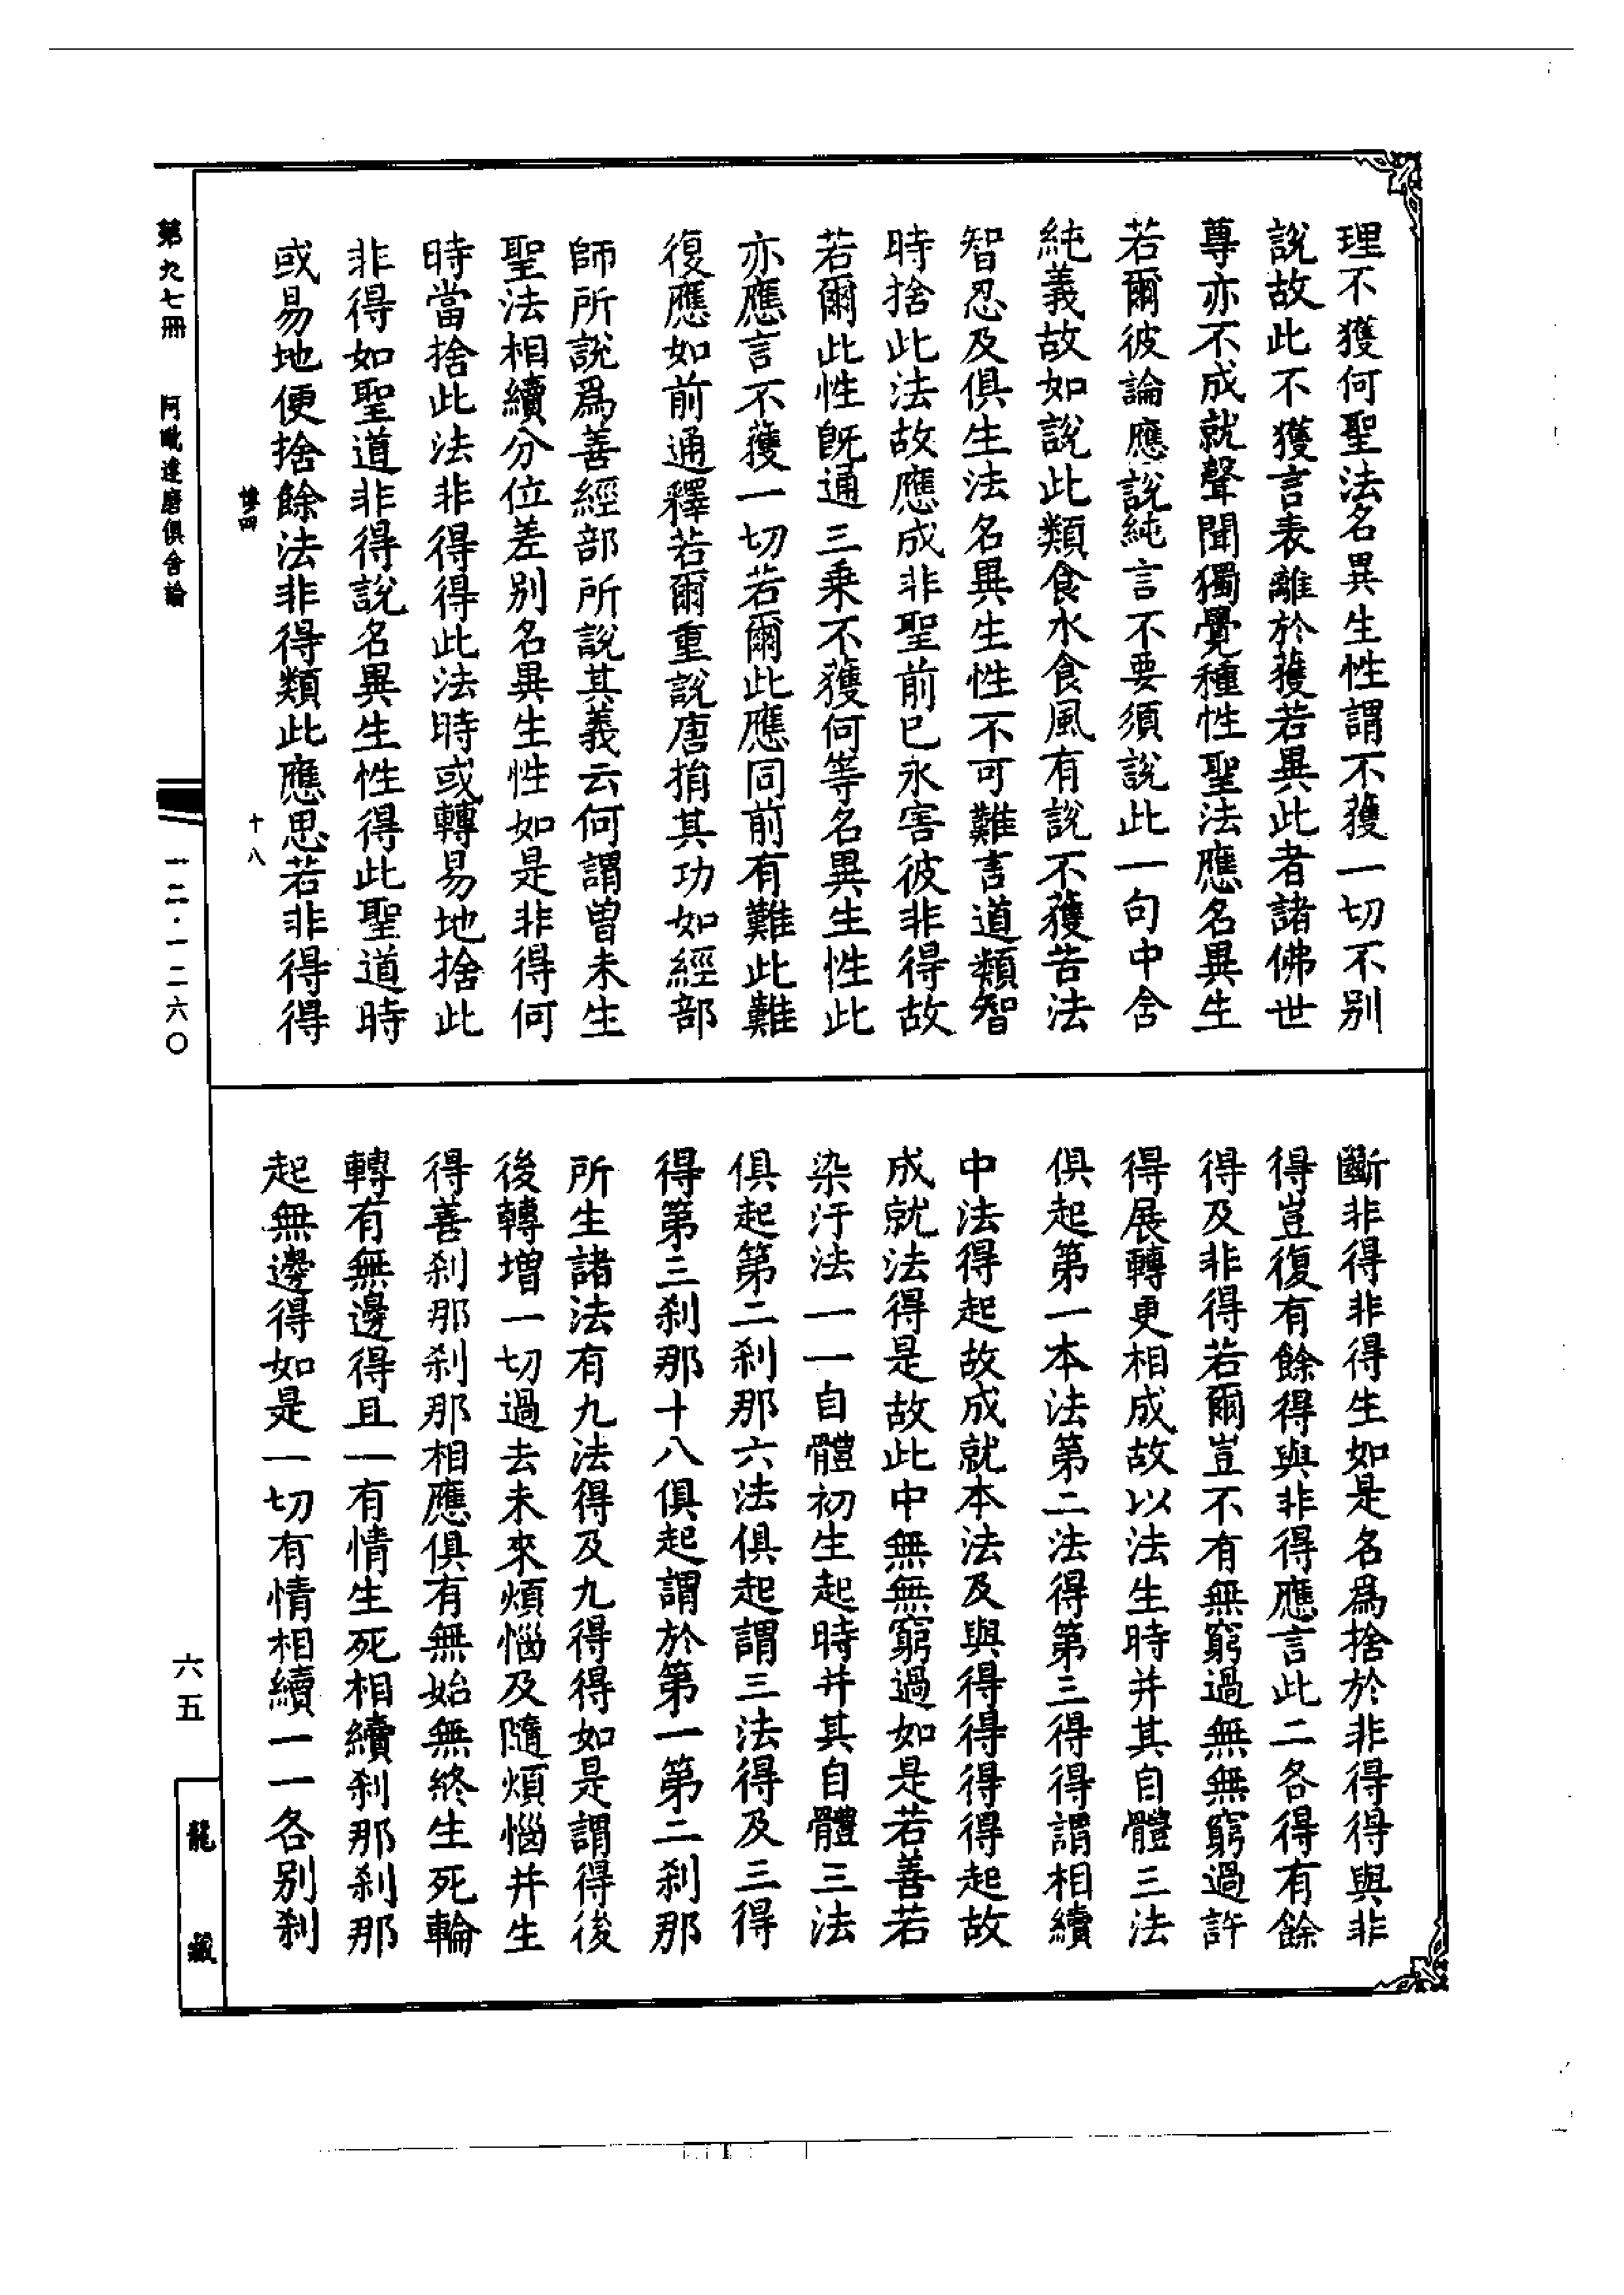 理不獲何聖法名異生性謂不獲一切不别
說故此不獲言表離於獲若異此者諸佛世
尊亦不成就聲聞獨覺種性聖法應名異生
若爾彼論應説純言不要須說此一句中含
純義故如說此類食水食風有說不獲苦法
智忍及俱生法名異生性不可難言道類智
時捨此法故應成非聖前已永害彼非得故
若爾此性既通三乗不獲何等名異生性此
亦應言不獲一切若爾此應同前有難此難
復應如前通釋若爾重說唐捐其功如經部
師所說爲善經部所說其義云何謂曾未生
聖法相續分位差别名異生性如是非得何
時當捨此法非得得此法時或轉易地捨此
非得如聖道非得說名異生性得此聖道時
或易地便捨餘法非得類此應思若非得得
斷非得非得生如是名爲捨於非得得與非
得豈復有餘得與非得應言此二各得有餘
得及非得若爾豈不有無窮過無無窮過許
得展轉更相成故以法生時并其自體三法
俱起第一本法第二法得第三得得謂相續
中法得起故成就本法及與得得得得起故
成就法得是故此中無無窮過如是若善若
染汙法一一自體初生起時并其自體三法
俱起第二剎那六法俱起謂三法得及三得
得第三剎那十八俱起謂於第一第二剎那
所生諸法有九法得及九得得如是謂得後
後轉増一切過去未來煩惱及隨煩惱并生
得善剎那剎那相應俱有無始無終生死輪
轉有無邊得且一有情生死相續剎那剎那
起無邊得如是一切有情相續一一各别剎
十八
第九七冊
阿毗達磨俱舍論
一二·一二六〇
六五
龍藏